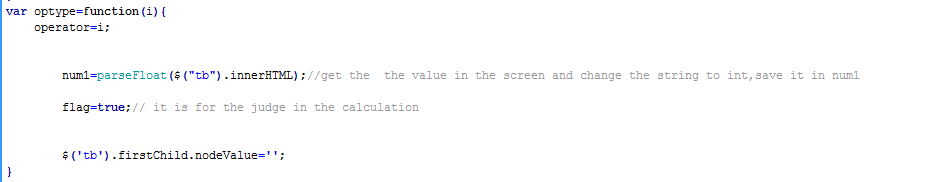 var optype=function(i){
operator=i;
num1=parseFloat($("tb").innerHTML);//get the  the value in the screen and change the string to int,save it in num1
flag=true;// it is for the judge in the calculation
$('tb').firstChild.nodeValue='';
}